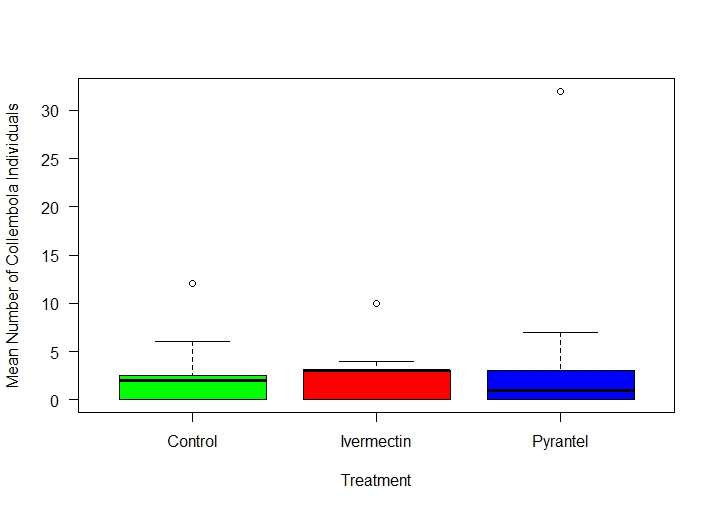 Mean Number of Collembola Individuals
30
25
20
15
10
5
0
Control Ivermectin Pyrantel
Treatment